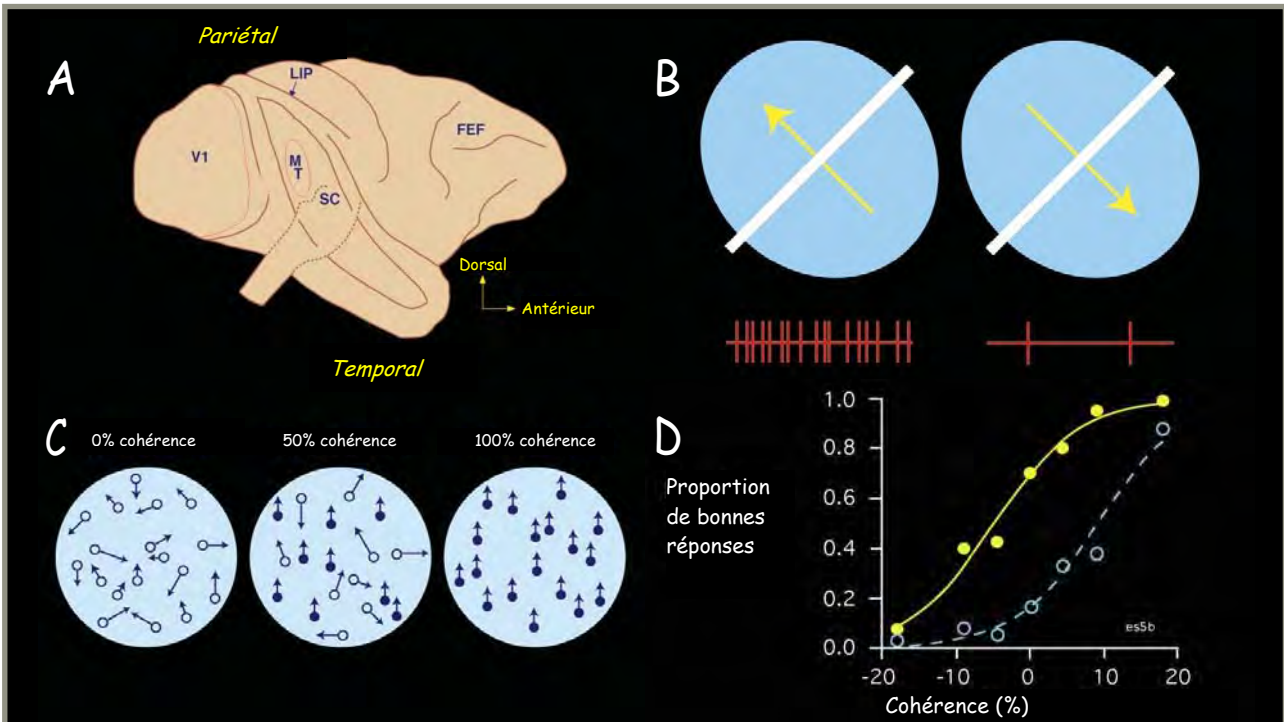 Pariétal
A
LIP
V1
FEF
M
T
SC
Dorsal
Antérieur
Temporal
B
C
0% cohérence
50% cohérence
100% cohérence
D
Proportion
de bonnes
réponses
1.0
0.8
0.6
0.4
0.2
0.0
es5b
-20
-10
0
10
20
Cohérence (%)